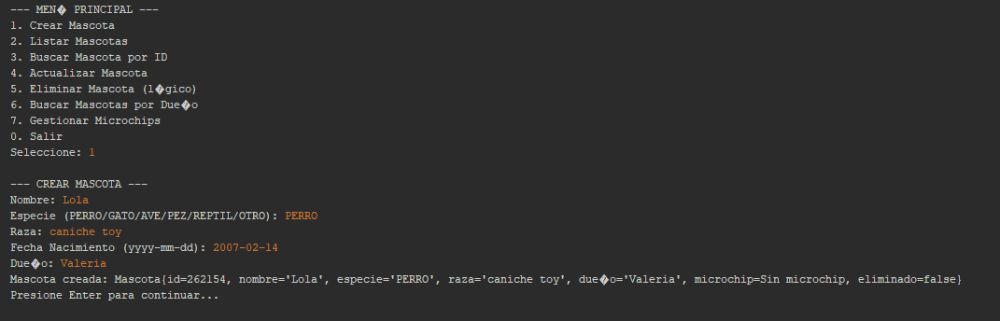 --- MEN� PRINCIPAL ---
1. Crear Mascota
2. Listar Mascotas
3. Buscar Mascota por ID
4. Actualizar Mascota
5. Eliminar Mascota (l�gico)
6. Buscar Mascotas por Due�o
7. Gestionar Microchips
0. Salir
Seleccione: 1
--- CREAR MASCOTA ---
Nombre: Lola
Especie (PERRO/GATO/AVE/PEZ/REPTIL/OTRO): PERRO
Raza: caniche toy
Fecha Nacimiento (yyyy-mm-dd): 2007-02-14
Due�o: Valeria
Mascota creada: Mascota{id=262154, nombre='Lola', especie='PERRO', raza='caniche toy', due�o='Valeria', microchip=Sin microchip, eliminado=false}
Presione Enter para continuar...